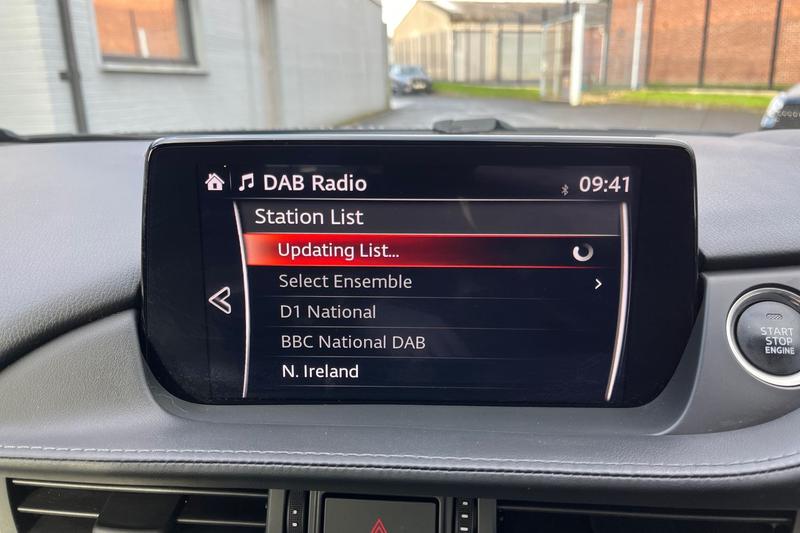 DAB Radio 09:41
Station List
Updating List...
Select Ensemble
D1 National
BBC National DAB
N. Ireland
START
STOP
ENGINE